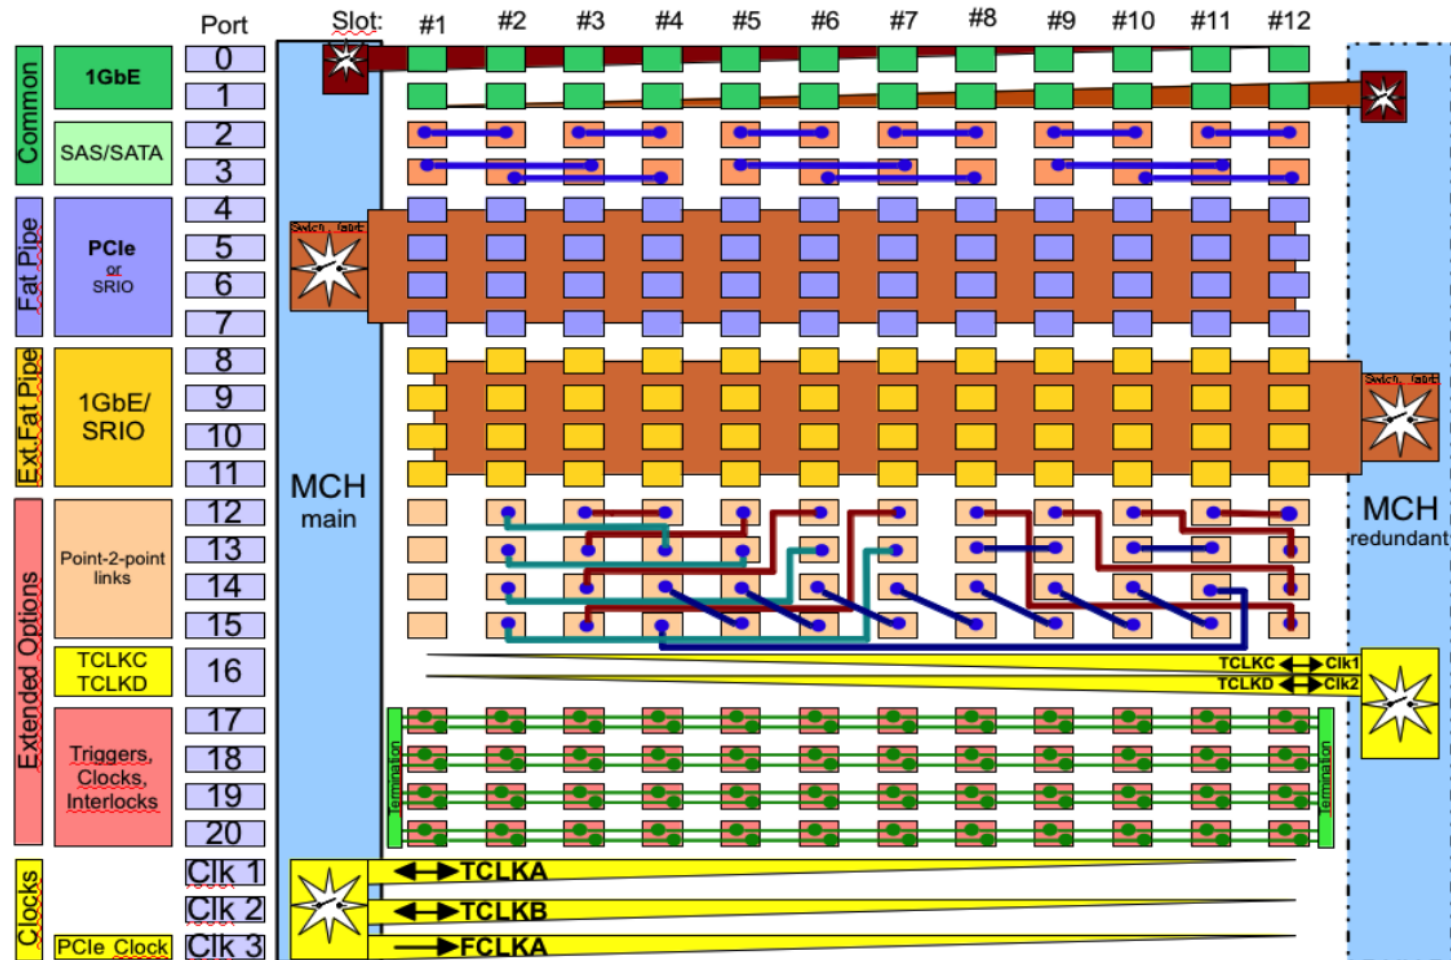 Port
Slot: #1 #2 #3 #4 #5 #6 #7 #8 #9 #10 #11 #12
Common
1GbE
0
1
SAS/SATA
2
3
Fat Pipe
PCIe
or
SRIO
4
5
6
7
Switch fabric
Ext.Fat Pipe
1GbE/
SRIO
8
9
10
11
Switch fabric
MCH
main
MCH
redundant
Extended Options
Point-2-point
links
12
13
14
15
TCLKC
TCLKD
16
TCLKC Clk1
TCLKD Clk2
Triggers,
Clocks,
Interlocks
17
18
19
20
Termination
Termination
Clocks
Clk 1
TCLKA
Clk 2
TCLKB
PCIe Clock
Clk 3
FCLKA